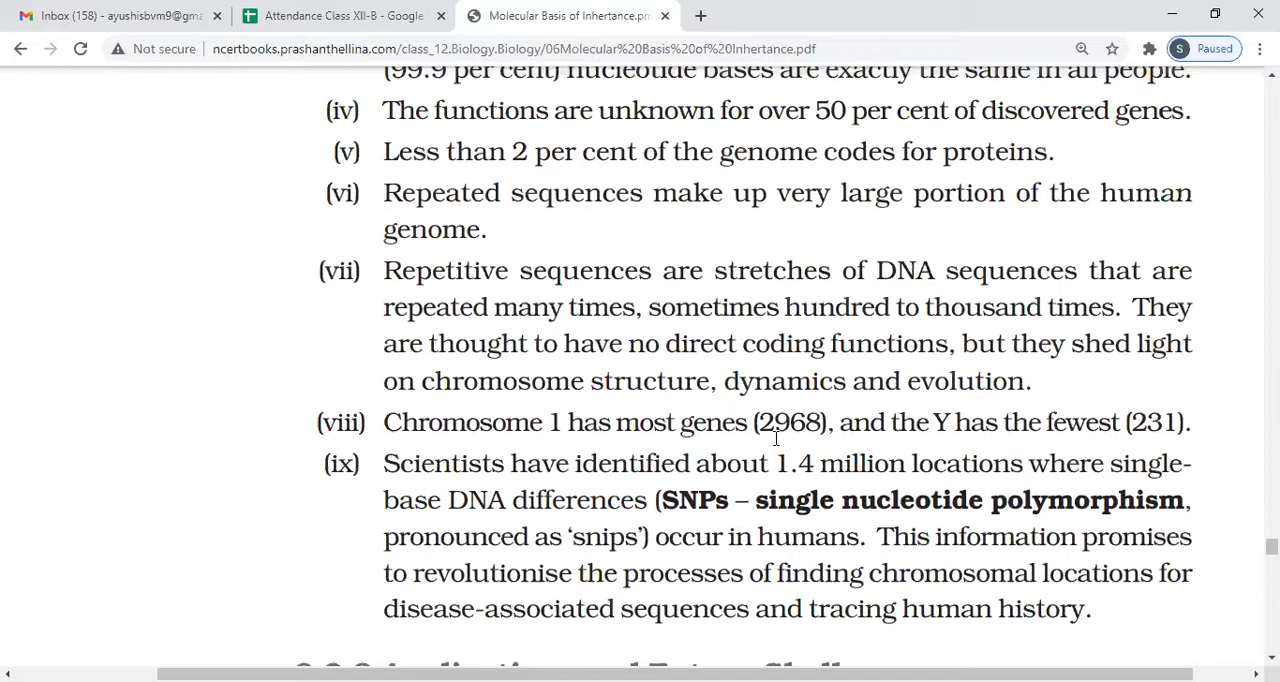 Inbox (158) - ayushisbvm9@gma
Attendance Class XII-B - Google
Molecular Basis of Inhertance.pm
Not secure
ncertbooks.prashanthellina.com/class_12.Biology.Biology/06Molecular%20Basis%20of%20Inhertance.pdf
S Paused
(99.9 per cent) nucleotide bases are exactly the same in all people.
(iv) The functions are unknown for over 50 per cent of discovered genes.
(v) Less than 2 per cent of the genome codes for proteins.
(vi) Repeated sequences make up very large portion of the human
genome.
(vii) Repetitive sequences are stretches of DNA sequences that are
repeated many times, sometimes hundred to thousand times. They
are thought to have no direct coding functions, but they shed light
on chromosome structure, dynamics and evolution.
(viii) Chromosome 1 has most genes (2968), and the Y has the fewest (231).
(ix) Scientists have identified about 1.4 million locations where single-
base DNA differences (SNPs – single nucleotide polymorphism,
pronounced as ‘snips’) occur in humans. This information promises
to revolutionise the processes of finding chromosomal locations for
disease-associated sequences and tracing human history.